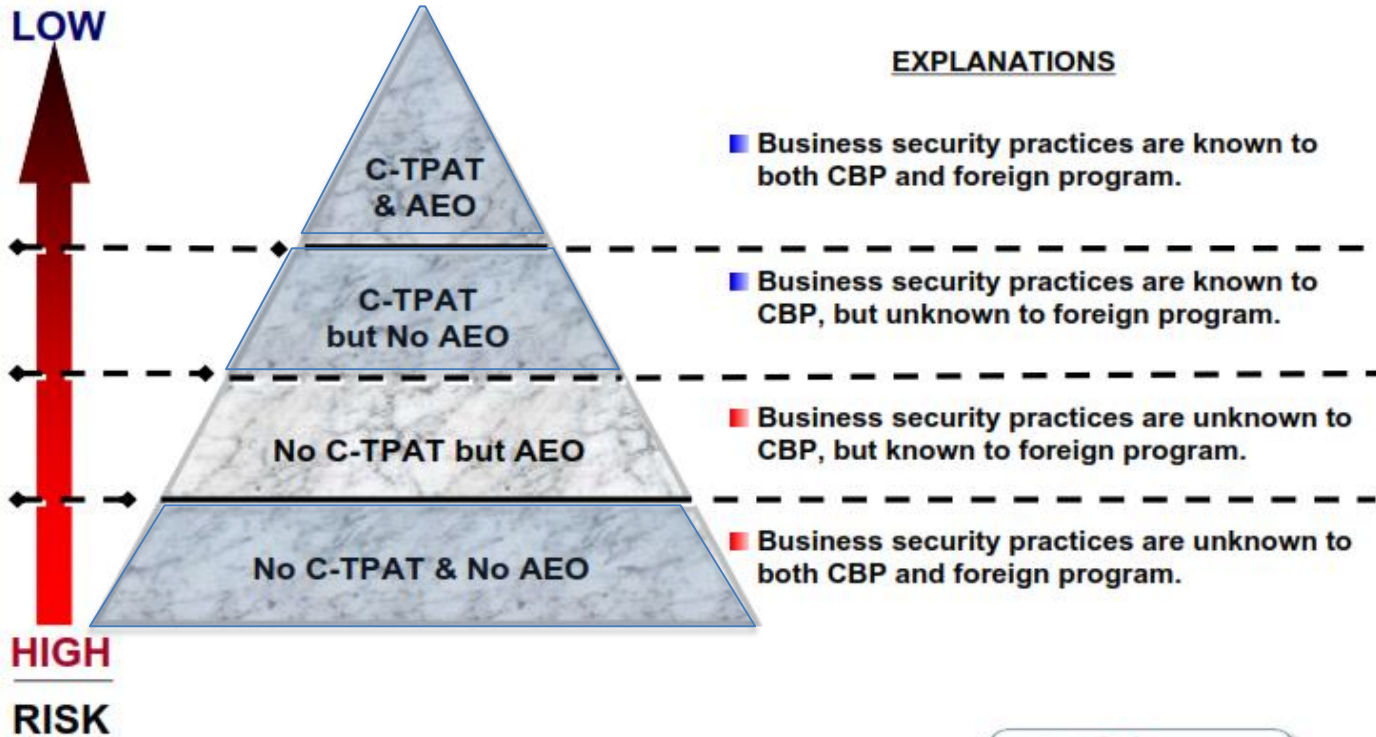 LOW
EXPLANATIONS
C-TPAT
& AEO
Business security practices are known to
both CBP and foreign program.
C-TPAT
but No AEO
Business security practices are known to
CBP, but unknown to foreign program.
No C-TPAT but AEO
Business security practices are unknown to
CBP, but known to foreign program.
No C-TPAT & No AEO
Business security practices are unknown to
both CBP and foreign program.
HIGH
RISK